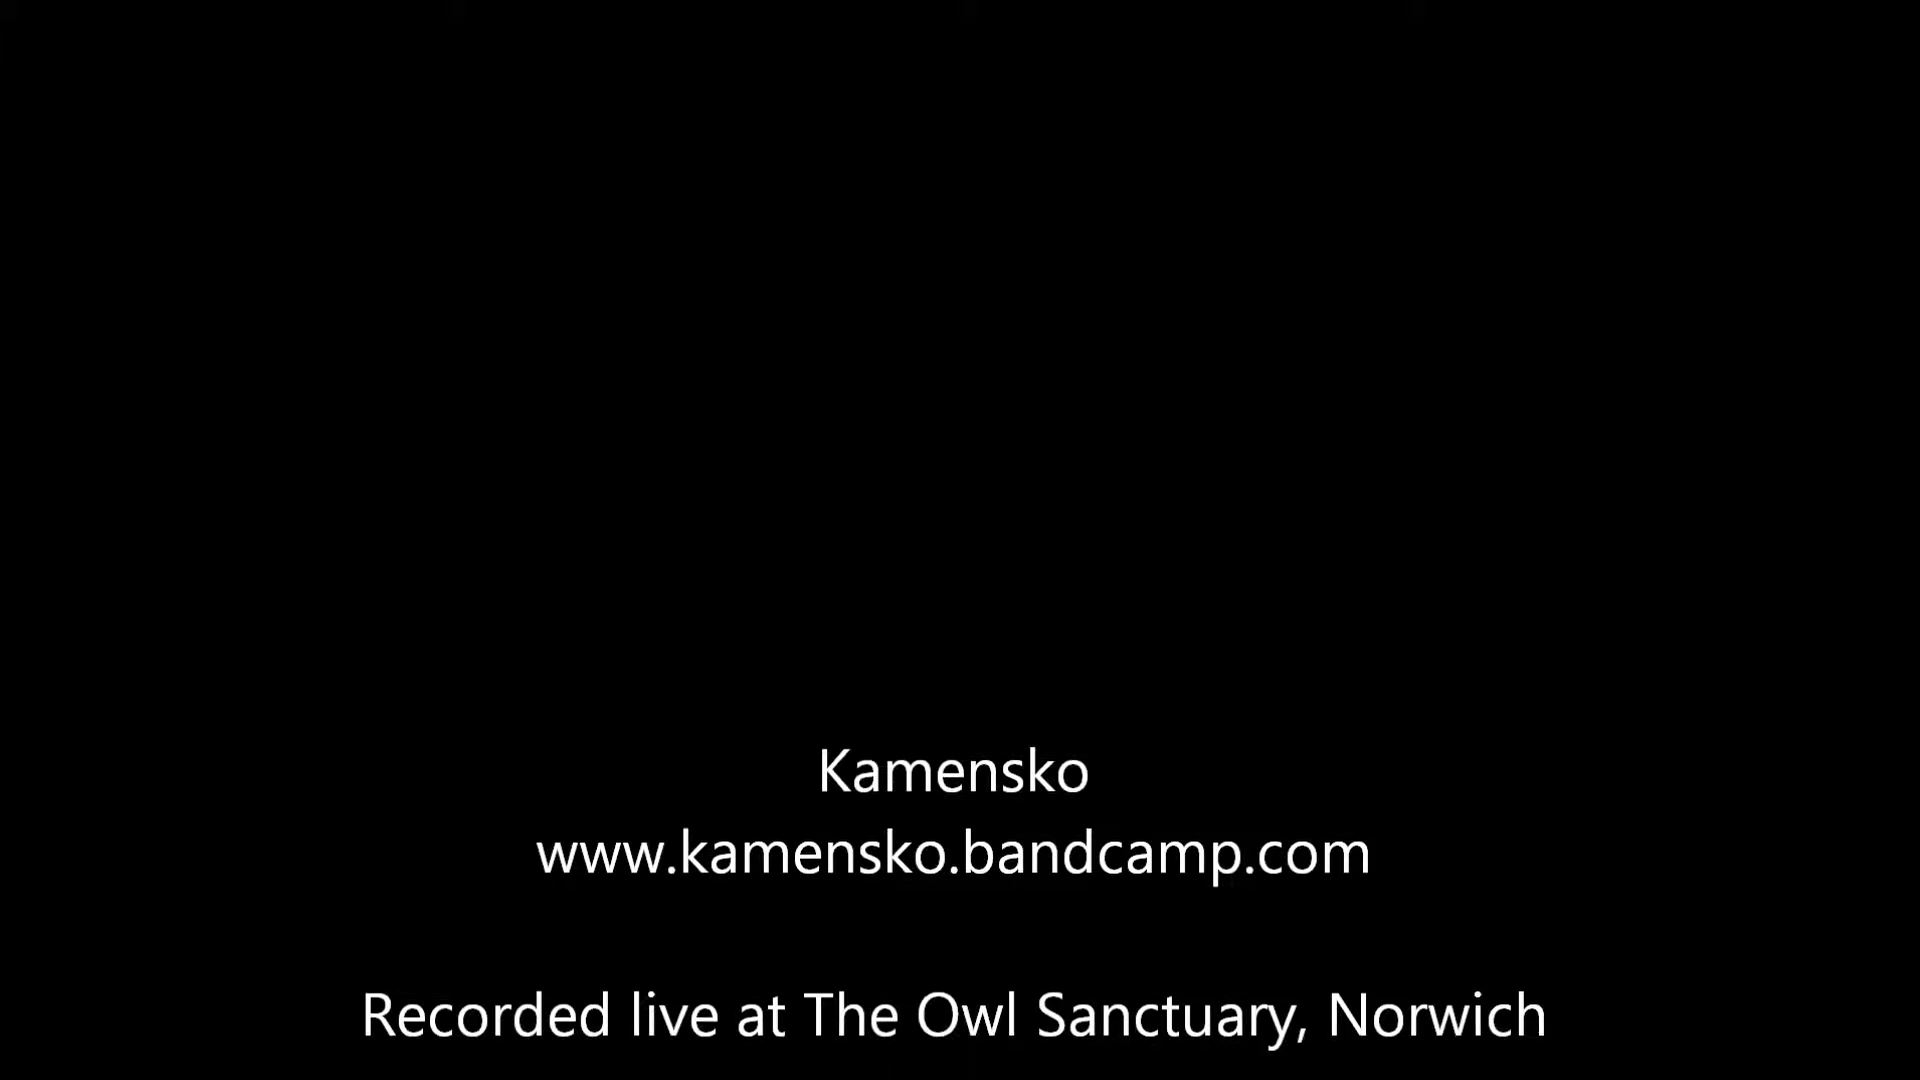 Kamensko
www.kamensko.bandcamp.com
Recorded live at The Owl Sanctuary, Norwich